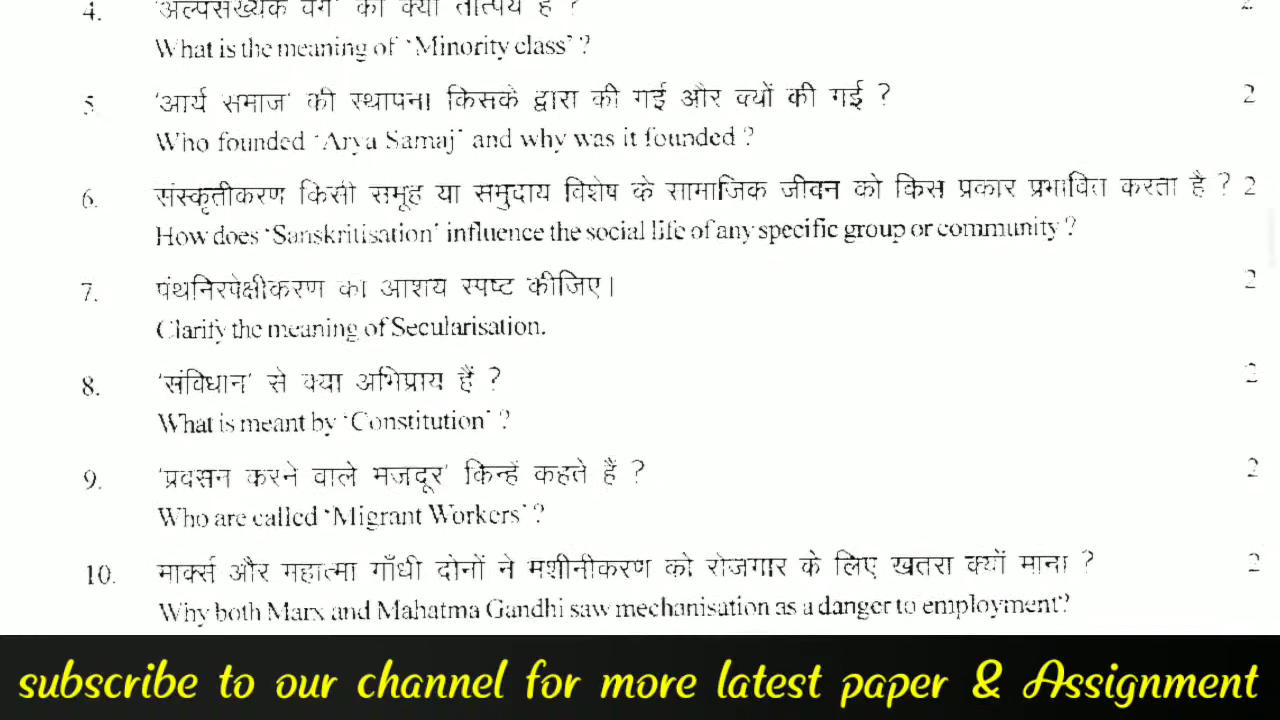 4. 'अल्पसंख्यक वर्ग' का क्या तात्पर्य है ? 2
What is the meaning of 'Minority class' ?
5. 'आर्य समाज' की स्थापना किसके द्वारा की गई और क्यों की गई ? 2
Who founded 'Arya Samaj' and why was it founded ?
6. संस्कृतीकरण किसी समूह या समुदाय विशेष के सामाजिक जीवन को किस प्रकार प्रभावित करता है ? 2
How does 'Sanskritisation' influence the social life of any specific group or community ?
7. पंथनिरपेक्षीकरण का आशय स्पष्ट कीजिए। 2
Clarify the meaning of Secularisation.
8. 'संविधान' से क्या अभिप्राय हैं ? 2
What is meant by 'Constitution' ?
9. 'प्रवसन करने वाले मजदूर' किन्हें कहते हैं ? 2
Who are called 'Migrant Workers' ?
10. मार्क्स और महात्मा गाँधी दोनों ने मशीनीकरण को रोजगार के लिए खतरा क्यों माना ? 2
Why both Marx and Mahatma Gandhi saw mechanisation as a danger to employment?
subscribe to our channel for more latest paper & Assignment